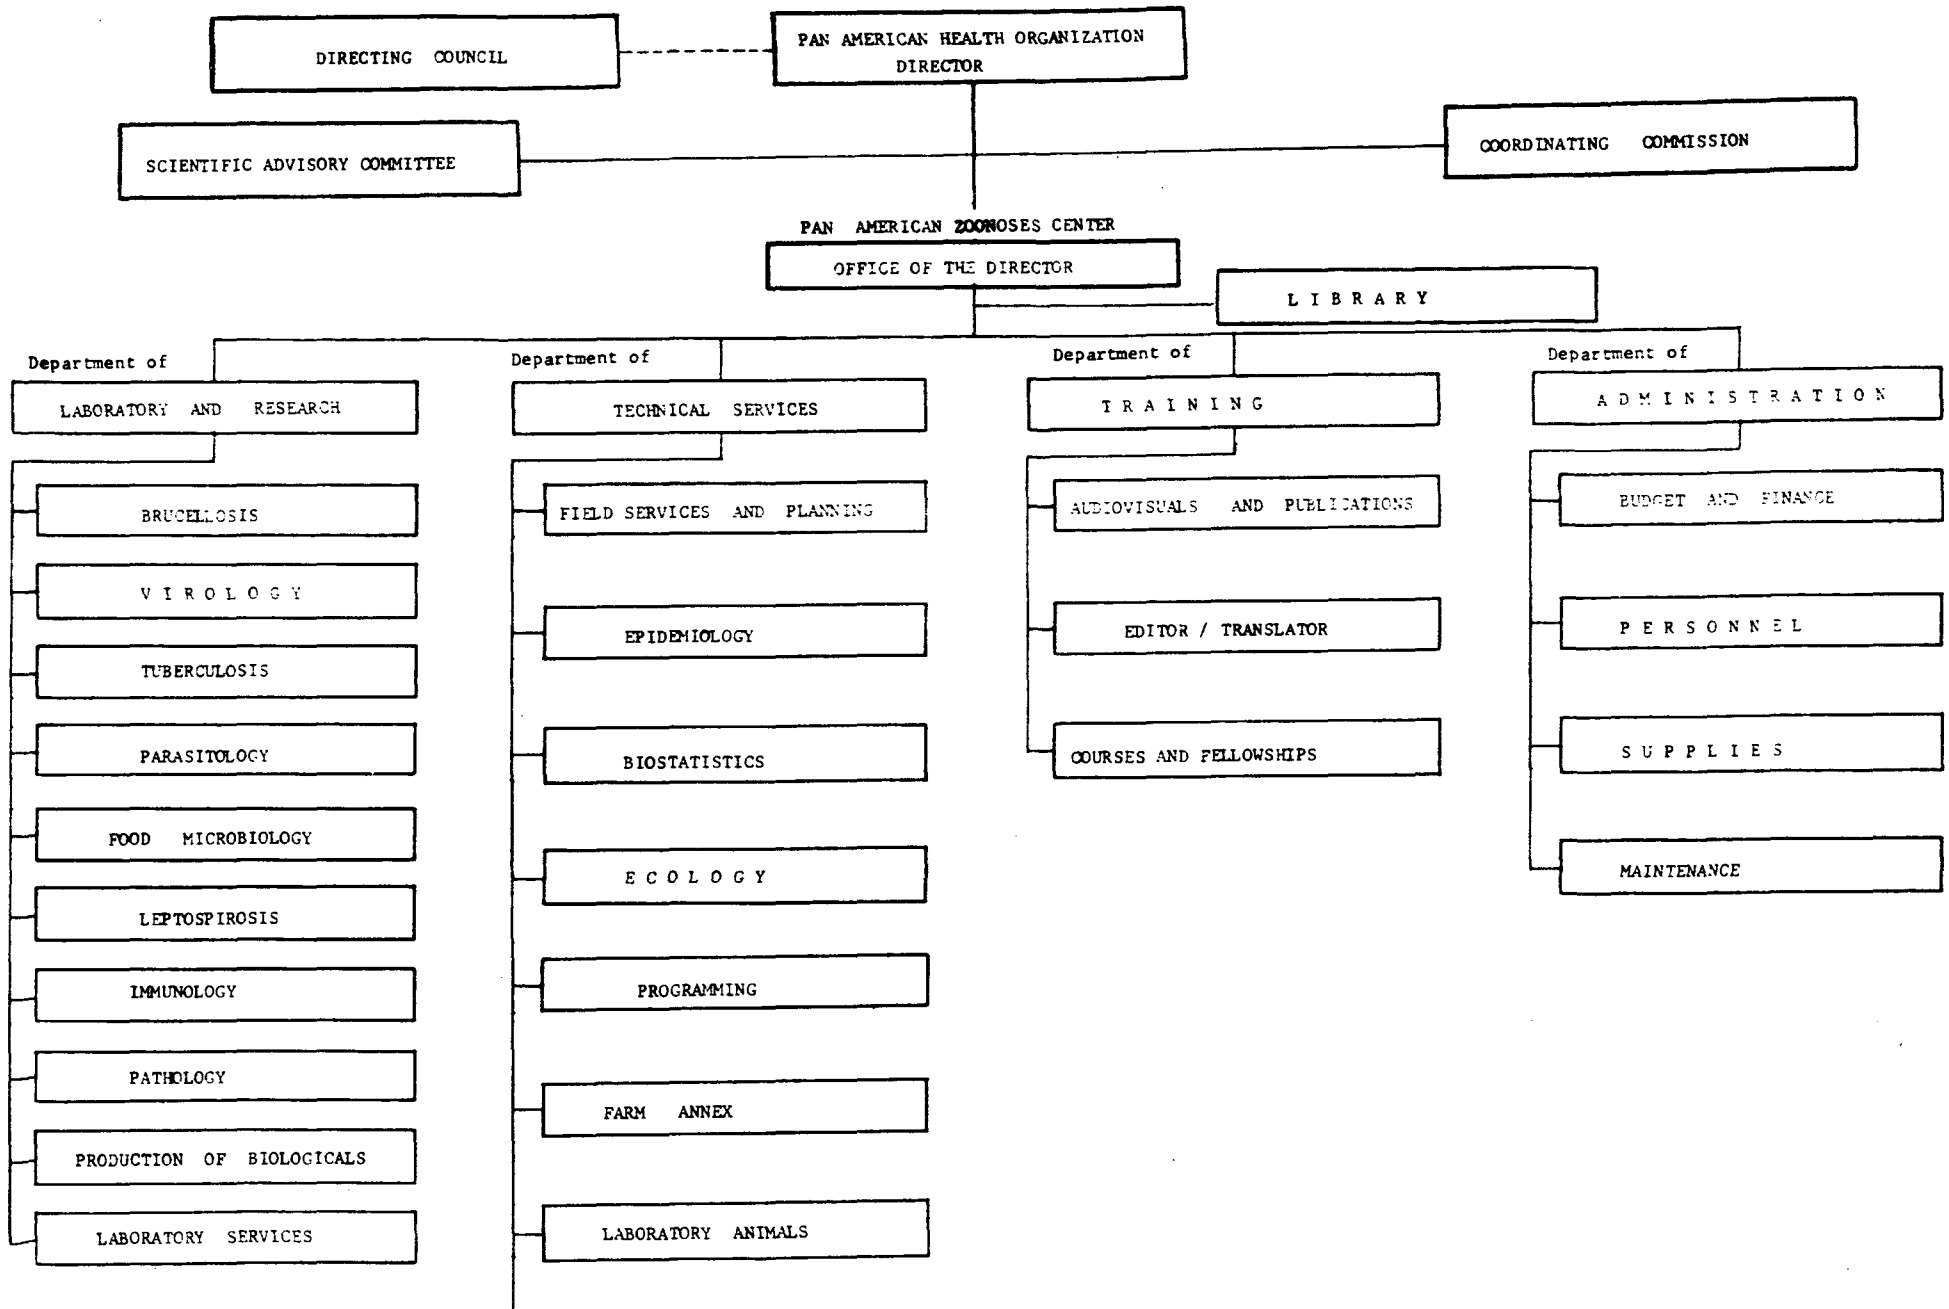 DIRECTING COUNCIL
PAN AMERICAN HEALTH ORGANIZATION
DIRECTOR
SCIENTIFIC ADVISORY COMMITTEE
COORDINATING COMMISSION
PAN AMERICAN ZOONOSES CENTER
OFFICE OF THE DIRECTOR
LIBRARY
Department of
LABORATORY AND RESEARCH
BRUCELLOSIS
VIROLOGY
TUBERCULOSIS
PARASITOLOGY
FOOD MICROBIOLOGY
LEPTOSPIROSIS
IMMUNOLOGY
PATHOLOGY
PRODUCTION OF BIOLOGICALS
LABORATORY SERVICES
Department of
TECHNICAL SERVICES
FIELD SERVICES AND PLANNING
EPIDEMIOLOGY
BIOSTATISTICS
ECOLOGY
PROGRAMMING
FARM ANNEX
LABORATORY ANIMALS
Department of
TRAINING
AUDIOVISUALS AND PUBLICATIONS
EDITOR / TRANSLATOR
COURSES AND FELLOWSHIPS
Department of
ADMINISTRATION
BUDGET AND FINANCE
PERSONNEL
SUPPLIES
MAINTENANCE